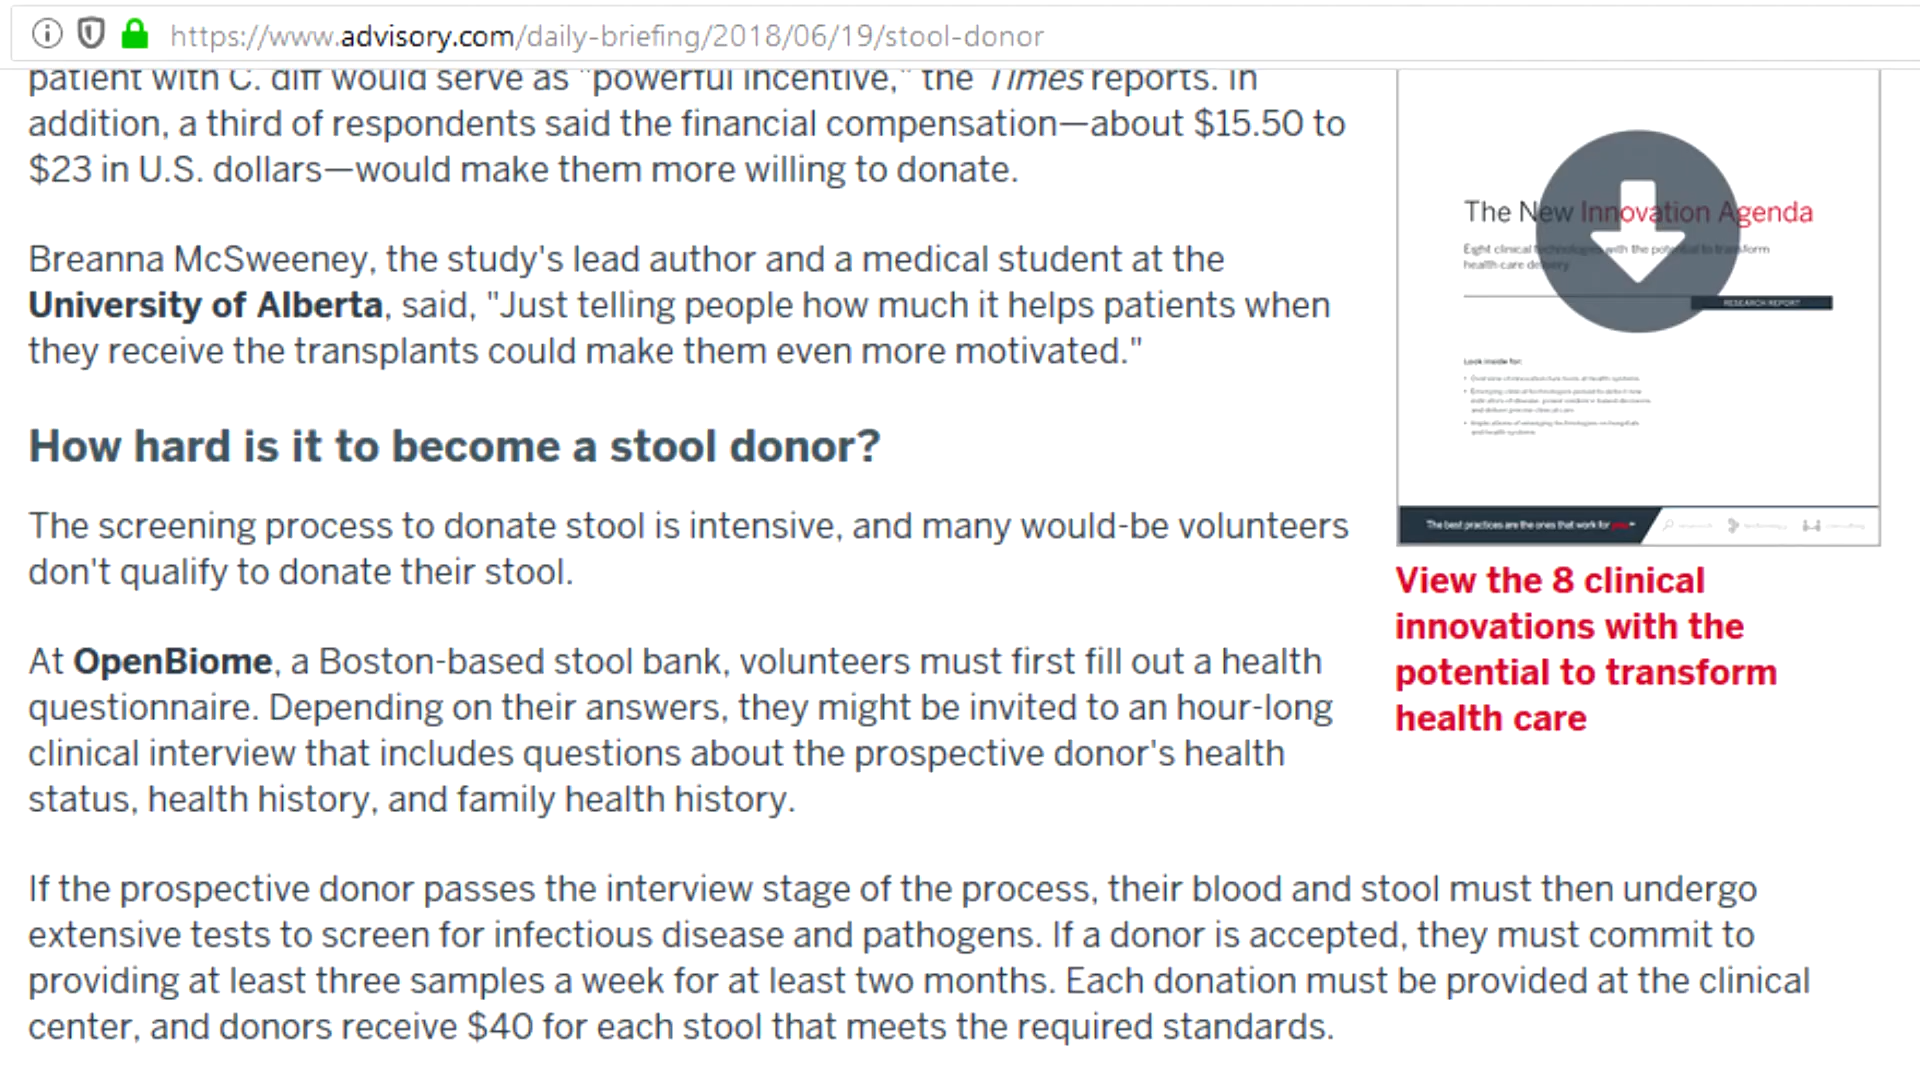 https://www.advisory.com/daily-briefing/2018/06/19/stool-donor
patient with C. diff would serve as "powerful incentive," the Times reports. In
addition, a third of respondents said the financial compensation—about $15.50 to
$23 in U.S. dollars—would make them more willing to donate.
Breanna McSweeney, the study's lead author and a medical student at the
University of Alberta, said, "Just telling people how much it helps patients when
they receive the transplants could make them even more motivated."
How hard is it to become a stool donor?
The screening process to donate stool is intensive, and many would-be volunteers
don't qualify to donate their stool.
At OpenBiome, a Boston-based stool bank, volunteers must first fill out a health
questionnaire. Depending on their answers, they might be invited to an hour-long
clinical interview that includes questions about the prospective donor's health
status, health history, and family health history.
If the prospective donor passes the interview stage of the process, their blood and stool must then undergo
extensive tests to screen for infectious disease and pathogens. If a donor is accepted, they must commit to
providing at least three samples a week for at least two months. Each donation must be provided at the clinical
center, and donors receive $40 for each stool that meets the required standards.
The New Innovation Agenda
Eight clinical technologies with the potential to transform
health care delivery
RESEARCH REPORT
Look inside for:
The best practices are the ones that work for you.
View the 8 clinical
innovations with the
potential to transform
health care